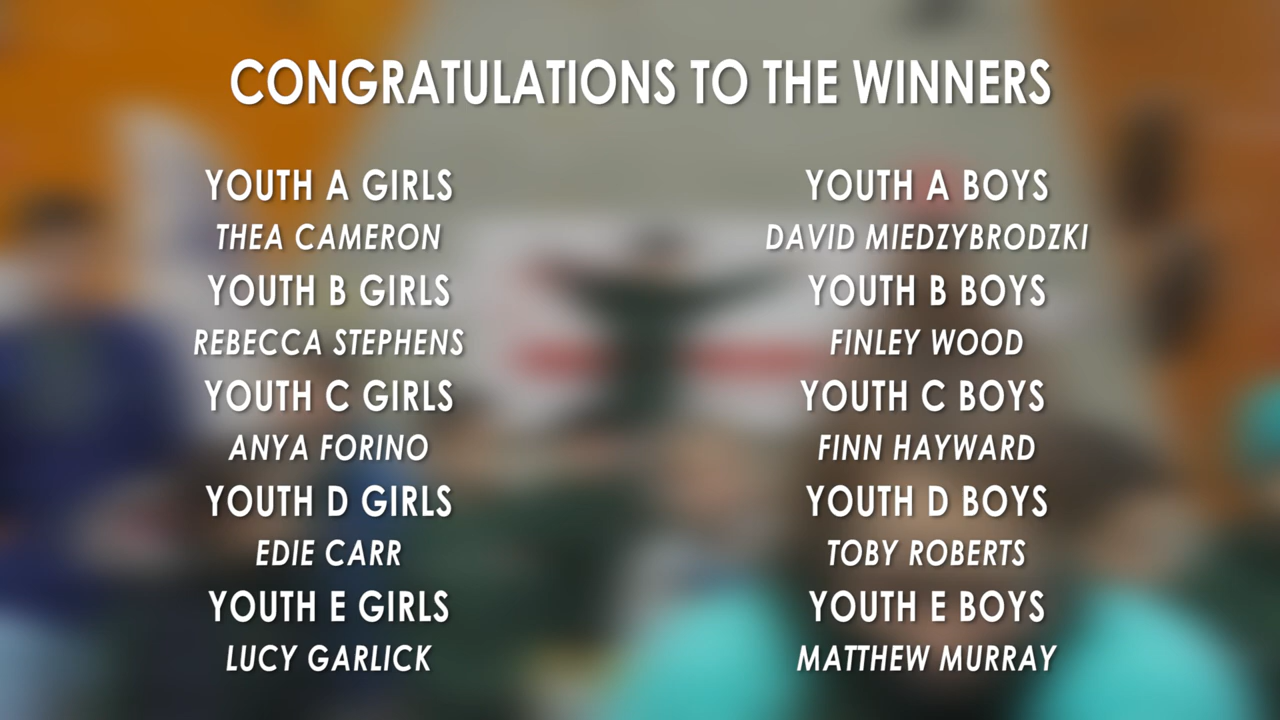 CONGRATULATIONS TO THE WINNERS
YOUTH A GIRLS
THEA CAMERON
YOUTH B GIRLS
REBECCA STEPHENS
YOUTH C GIRLS
ANYA FORINO
YOUTH D GIRLS
EDIE CARR
YOUTH E GIRLS
LUCY GARLICK
YOUTH A BOYS
DAVID MIEDZYBRODZKI
YOUTH B BOYS
FINLEY WOOD
YOUTH C BOYS
FINN HAYWARD
YOUTH D BOYS
TOBY ROBERTS
YOUTH E BOYS
MATTHEW MURRAY